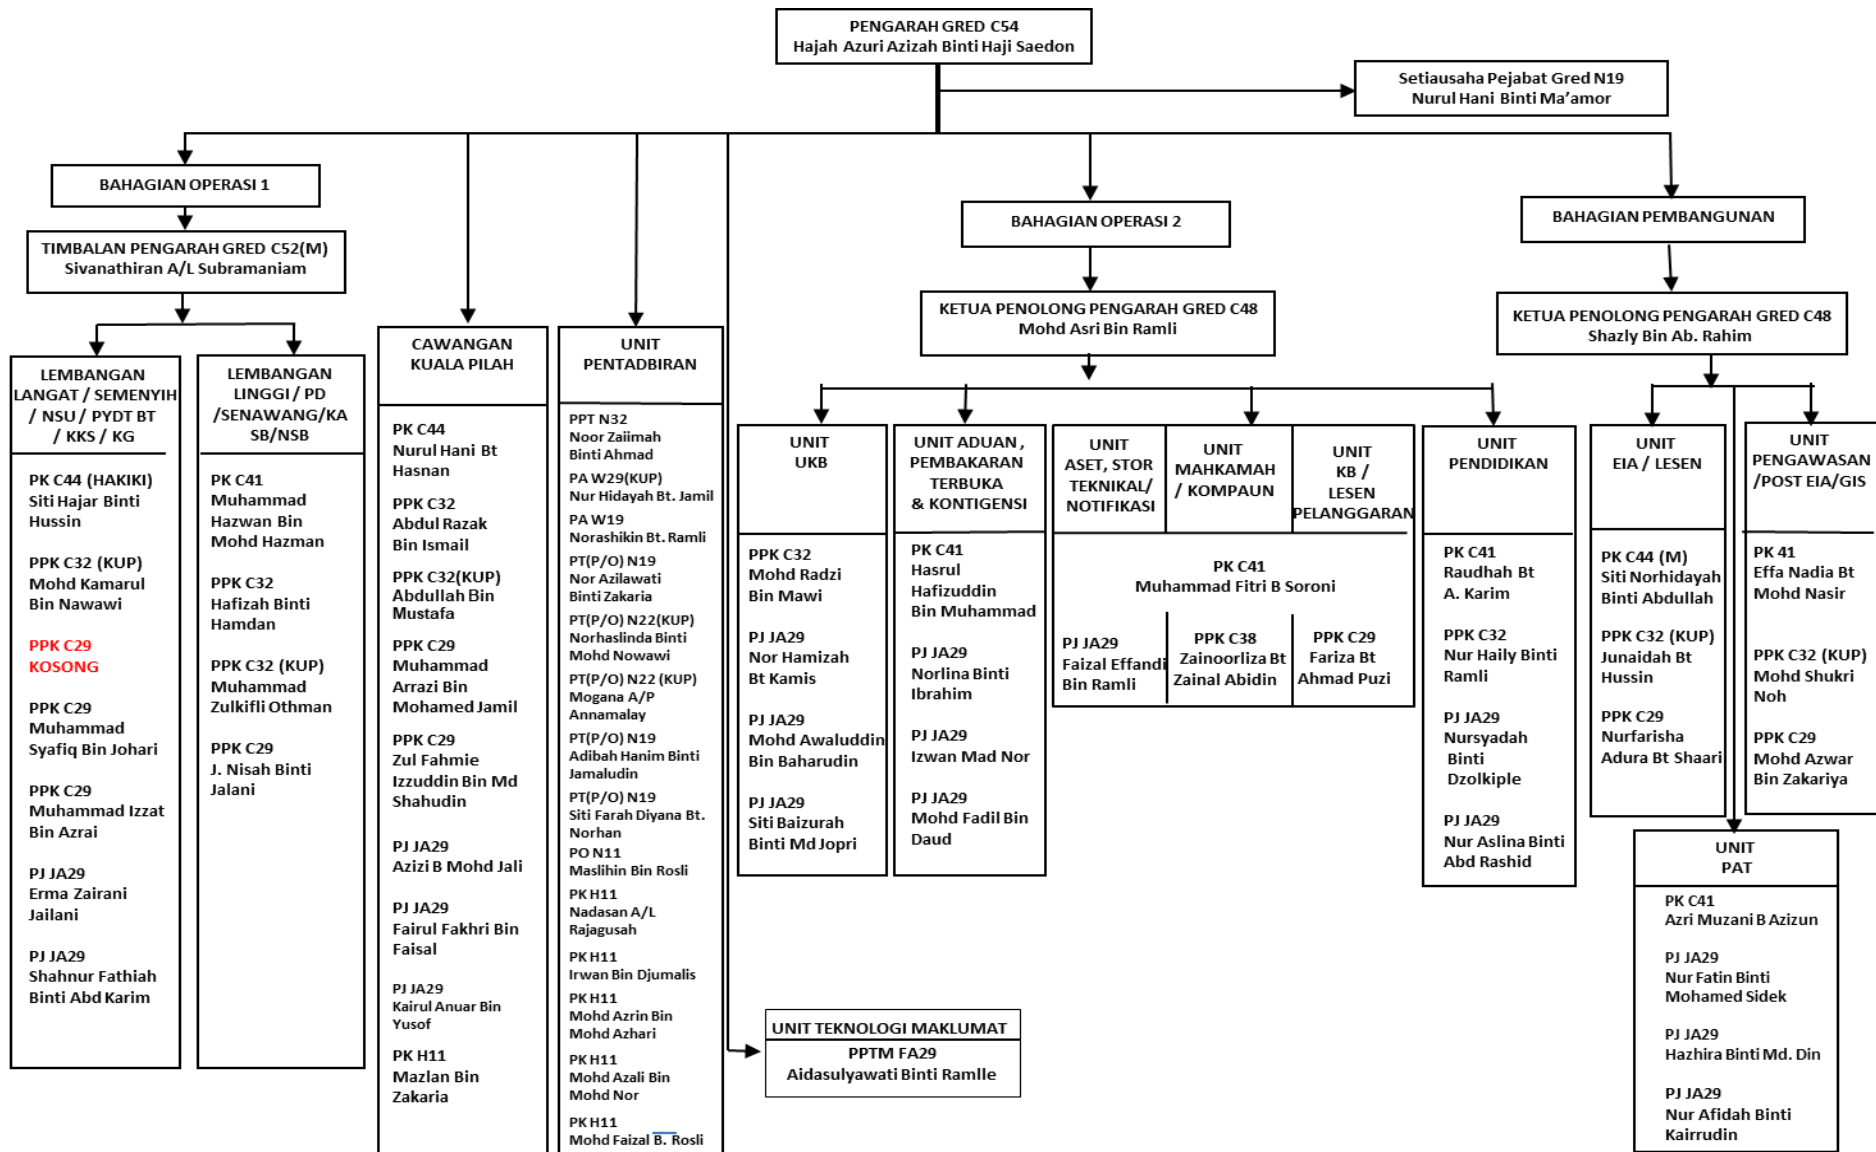 PENGARAH GRED C54
Hajah Azuri Azizah Binti Haji Saedon
Setiausaha Pejabat Gred N19
Nurul Hani Binti Ma'amor
BAHAGIAN OPERASI 1
TIMBALAN PENGARAH GRED C52(M)
Sivanathiran A/L Subramaniam
LEMBANGAN
LANGAT / SEMENYIH
/ NSU / PYDT BT
/ KKS / KG
PK C44 (HAKIKI)
Siti Hajar Binti
Hussin
PPK C32 (KUP)
Mohd Kamarul
Bin Nawawi
PPK C29
KOSONG
PPK C29
Muhammad
Syafiq Bin Johari
PPK C29
Muhammad Izzat
Bin Azrai
PJ JA29
Erma Zairani
Jailani
PJ JA29
Shahnur Fathiah
Binti Abd Karim
LEMBANGAN
LINGGI / PD
/SENAWANG/KA
SB/NSB
PK C41
Muhammad
Hazwan Bin
Mohd Hazman
PPK C32
Hafizah Binti
Hamdan
PPK C32 (KUP)
Muhammad
Zulkifli Othman
PPK C29
J. Nisah Binti
Jalani
CAWANGAN
KUALA PILAH
PK C44
Nurul Hani Bt
Hasnan
PPK C32
Abdul Razak
Bin Ismail
PPK C32(KUP)
Abdullah Bin
Mustafa
PPK C29
Muhammad
Arrazi Bin
Mohamed Jamil
PPK C29
Zul Fahmie
Izzuddin Bin Md
Shahudin
PJ JA29
Azizi B Mohd Jali
PJ JA29
Fairul Fakhri Bin
Faisal
PJ JA29
Kairul Anuar Bin
Yusof
PK H11
Mazlan Bin
Zakaria
UNIT
PENTADBIRAN
PPT N32
Noor Zaiimah
Binti Ahmad
PA W29(KUP)
Nur Hidayah Bt. Jamil
PA W19
Norashikin Bt. Ramli
PT(P/O) N19
Nor Azilawati
Binti Zakaria
PT(P/O) N22(KUP)
Norhaslinda Binti
Mohd Nowawi
PT(P/O) N22 (KUP)
Mogana A/P
Annamalay
PT(P/O) N19
Adibah Hanim Binti
Jamaludin
PT(P/O) N19
Siti Farah Diyana Bt.
Norhan
PO N11
Maslihin Bin Rosli
PK H11
Nadasan A/L
Rajagusah
PK H11
Irwan Bin Djumalis
PK H11
Mohd Azrin Bin
Mohd Azhari
PK H11
Mohd Azali Bin
Mohd Nor
PK H11
Mohd Faizal B. Rosli
UNIT TEKNOLOGI MAKLUMAT
PPTM FA29
Aidasulyawati Binti Ramlle
BAHAGIAN OPERASI 2
KETUA PENOLONG PENGARAH GRED C48
Mohd Asri Bin Ramli
UNIT
UKB
PPK C32
Mohd Radzi
Bin Mawi
PJ JA29
Nor Hamizah
Bt Kamis
PJ JA29
Mohd Awaluddin
Bin Baharudin
PJ JA29
Siti Baizurah
Binti Md Jopri
UNIT ADUAN ,
PEMBAKARAN
TERBUKA
& KONTIGENSI
PK C41
Hasrul
Hafizuddin
Bin Muhammad
PJ JA29
Norlina Binti
Ibrahim
PJ JA29
Izwan Mad Nor
PJ JA29
Mohd Fadil Bin
Daud
UNIT
ASET, STOR
TEKNIKAL/
NOTIFIKASI
UNIT
MAHKAMAH
/ KOMPAUN
UNIT
KB /
LESEN
PELANGGARAN
PK C41
Muhammad Fitri B Soroni
PJ JA29
Faizal Effandi
Bin Ramli
PPK C38
Zainoorliza Bt
Zainal Abidin
PPK C29
Fariza Bt
Ahmad Puzi
UNIT
PENDIDIKAN
PK C41
Raudhah Bt
A. Karim
PPK C32
Nur Haily Binti
Ramli
PJ JA29
Nursyadah
Binti
Dzolkiple
PJ JA29
Nur Aslina Binti
Abd Rashid
BAHAGIAN PEMBANGUNAN
KETUA PENOLONG PENGARAH GRED C48
Shazly Bin Ab. Rahim
UNIT
EIA / LESEN
PK C44 (M)
Siti Norhidayah
Binti Abdullah
PPK C32 (KUP)
Junaidah Bt
Hussin
PPK C29
Nurfarisha
Adura Bt Shaari
UNIT
PENGAWASAN
/POST EIA/GIS
PK 41
Effa Nadia Bt
Mohd Nasir
PPK C32 (KUP)
Mohd Shukri
Noh
PPK C29
Mohd Azwar
Bin Zakariya
UNIT
PAT
PK C41
Azri Muzani B Azizun
PJ JA29
Nur Fatin Binti
Mohamed Sidek
PJ JA29
Hazhira Binti Md. Din
PJ JA29
Nur Afidah Binti
Kairrudin